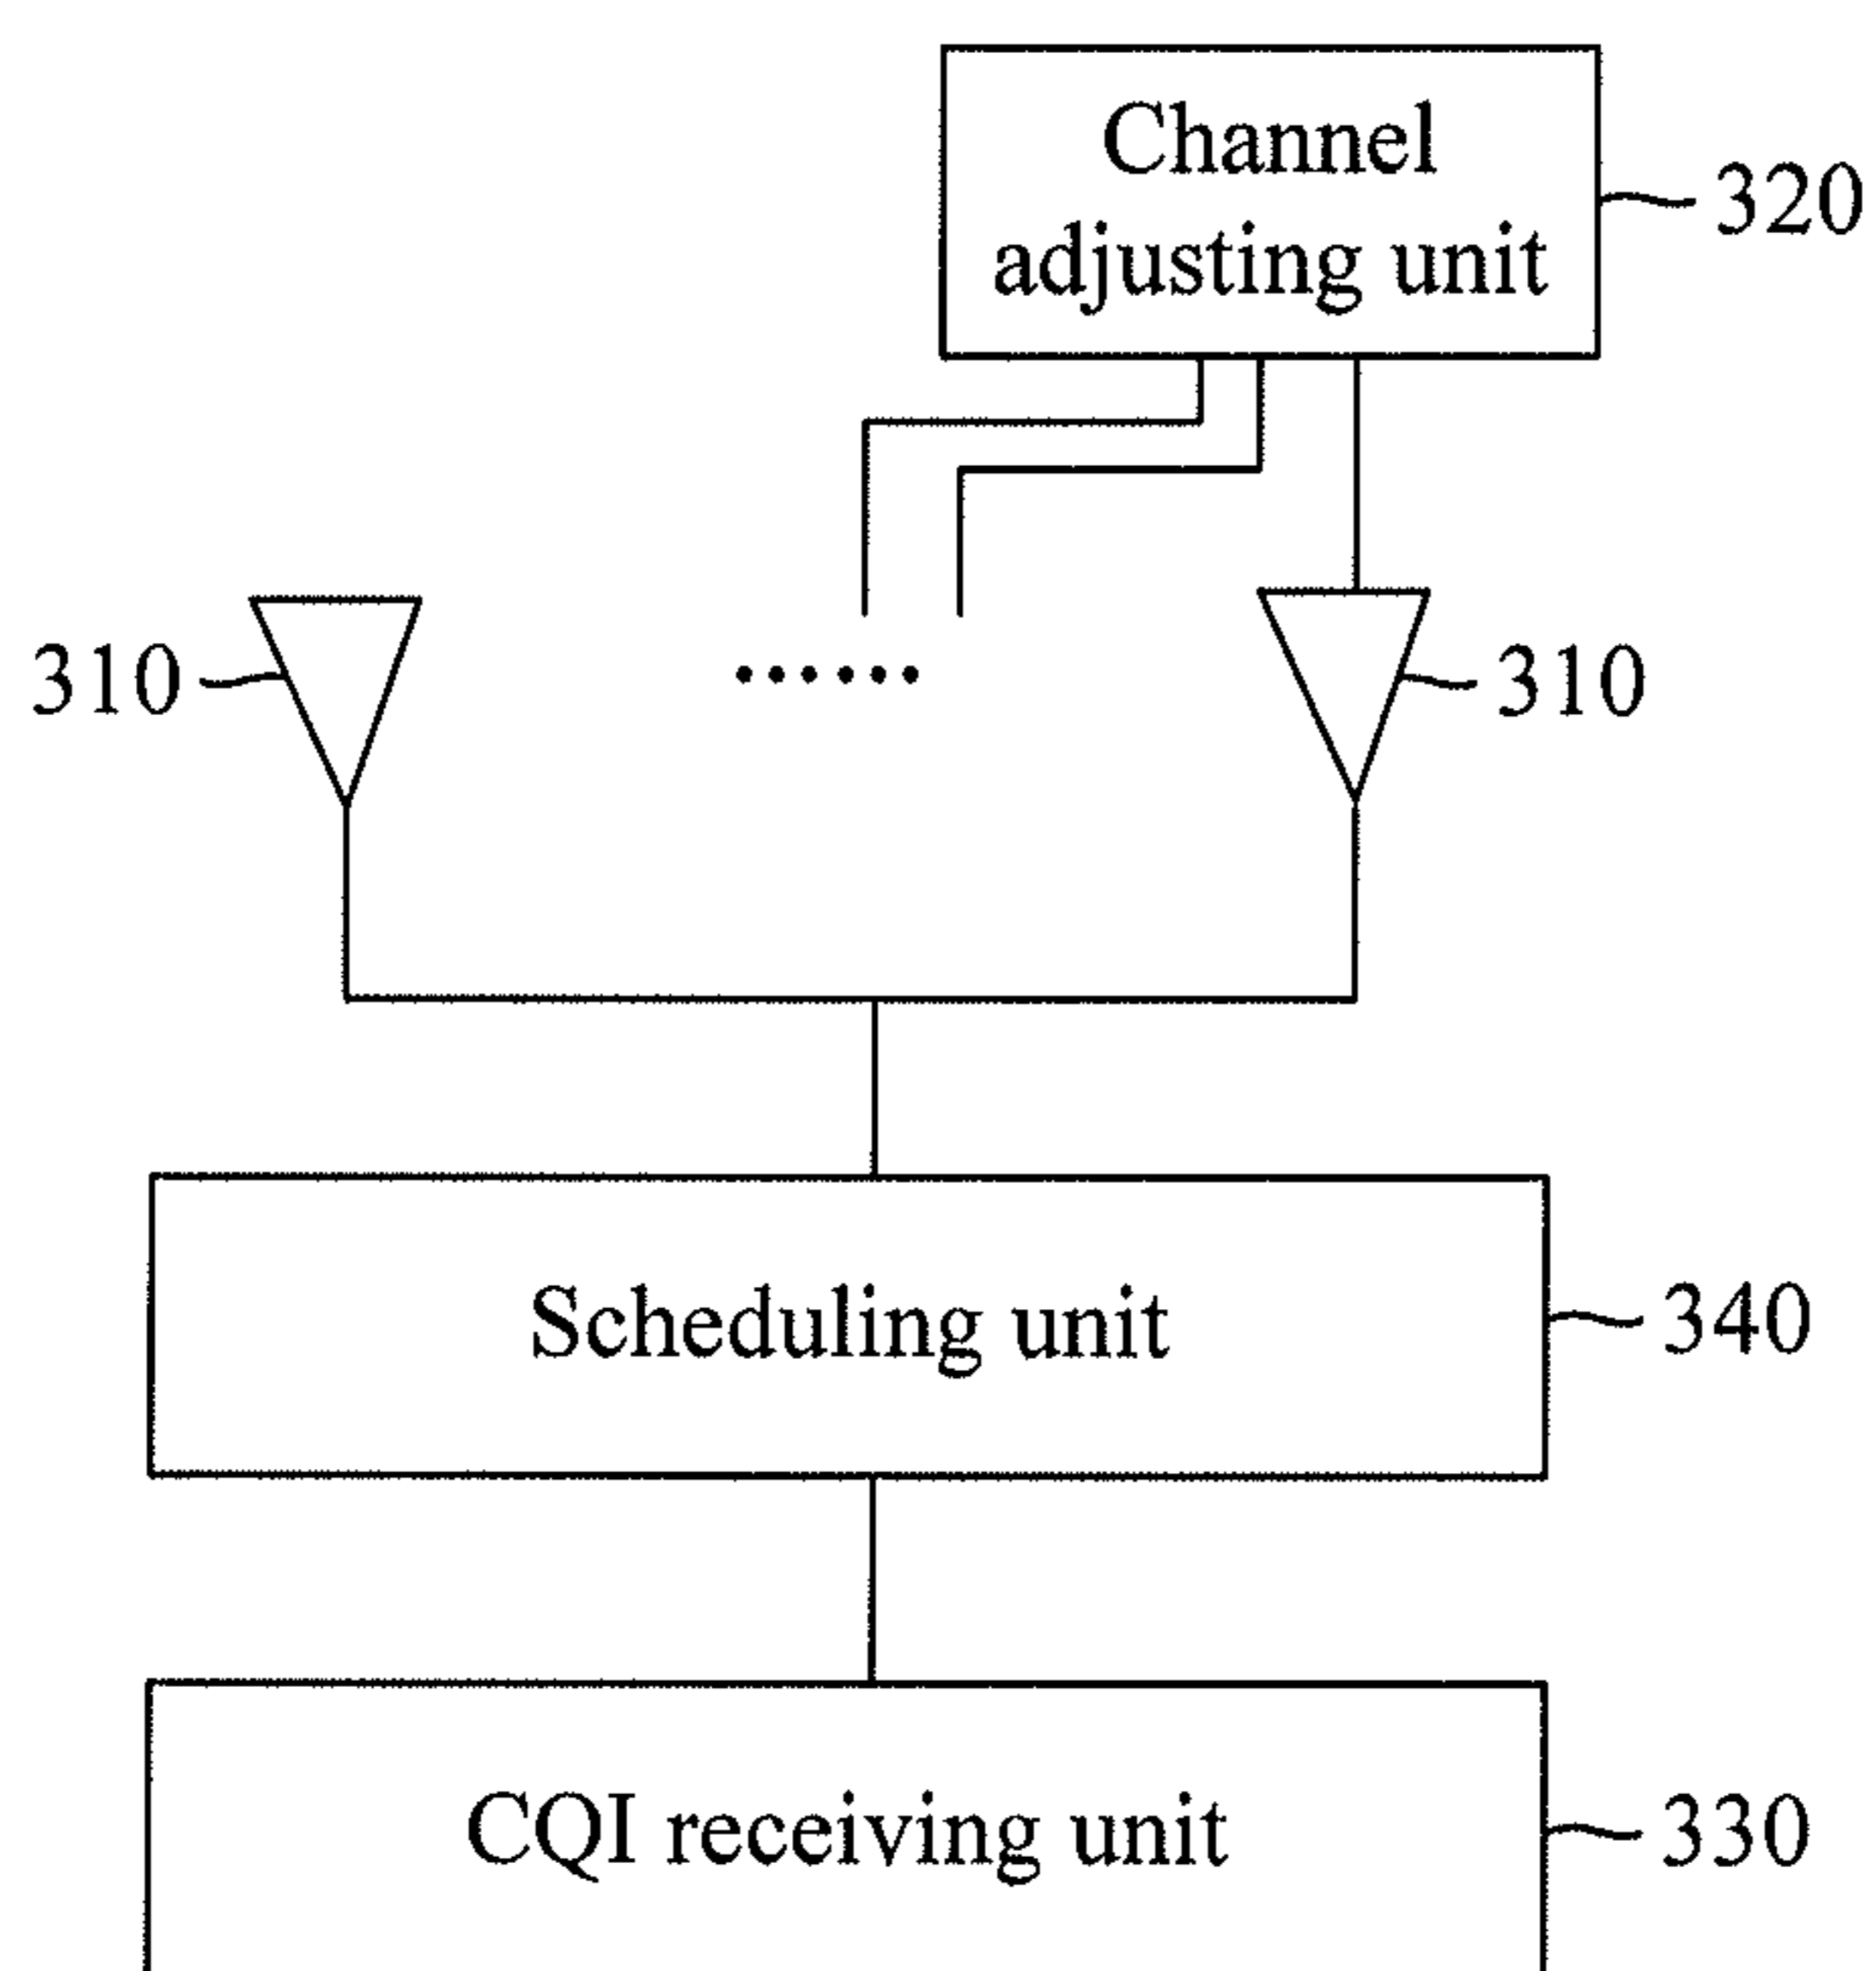 Channel
adjusting unit
320
310
......
310
Scheduling unit
340
CQI receiving unit
330